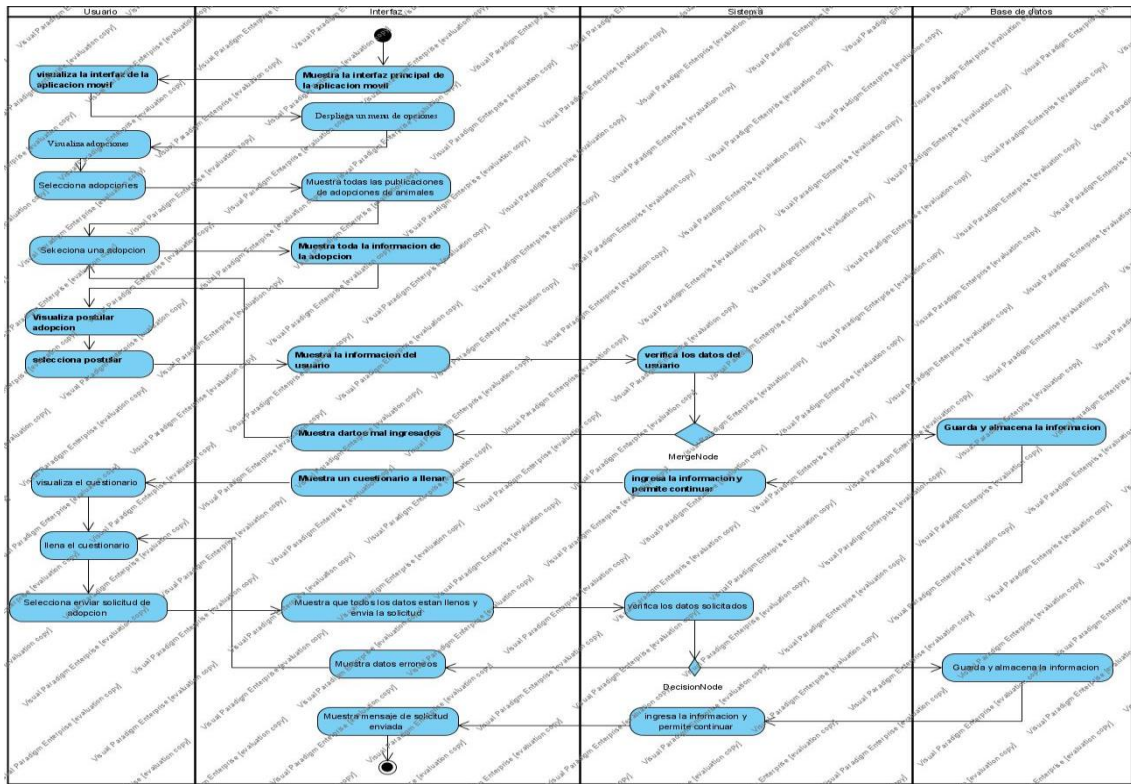 Usuario
Interfaz
Sistema
Base de datos
visualiza la interfaz de la
aplicacion movil
Muestra la interfaz principal de
la aplicacion movil
Despliega un menu de opciones
Visualiza adopciones
Selecciona adopciones
Muestra todas las publicaciones
de adopciones de animales
Sekeciona una adopcion
Muestra toda la informacion de
la adopcion
Visualiza postular
adopcion
selecciona postular
Muestra la informacion del
usuario
verifica los datos del
usuario
Muestra dartos mal ingresados
MergeNode
Guarda y almacena la informacion
visualiza el cuestionario
Muestra un cuestionario a llenar
ingresa la informacion y
permite continuar
llena el cuestionario
Selecciona enviar solicitud de
adopcion
Muestra que todos los datos estan llenos y
envia la solicitud
verifica los datos solicitados
Muestra datos erroneos
DecisionNode
Guarda y almacena la informacion
Muestra mensaje de solicitud
enviada
ingresa la informacion y
permite continuar
Visual Paradigm Enterprise [evaluation copy]